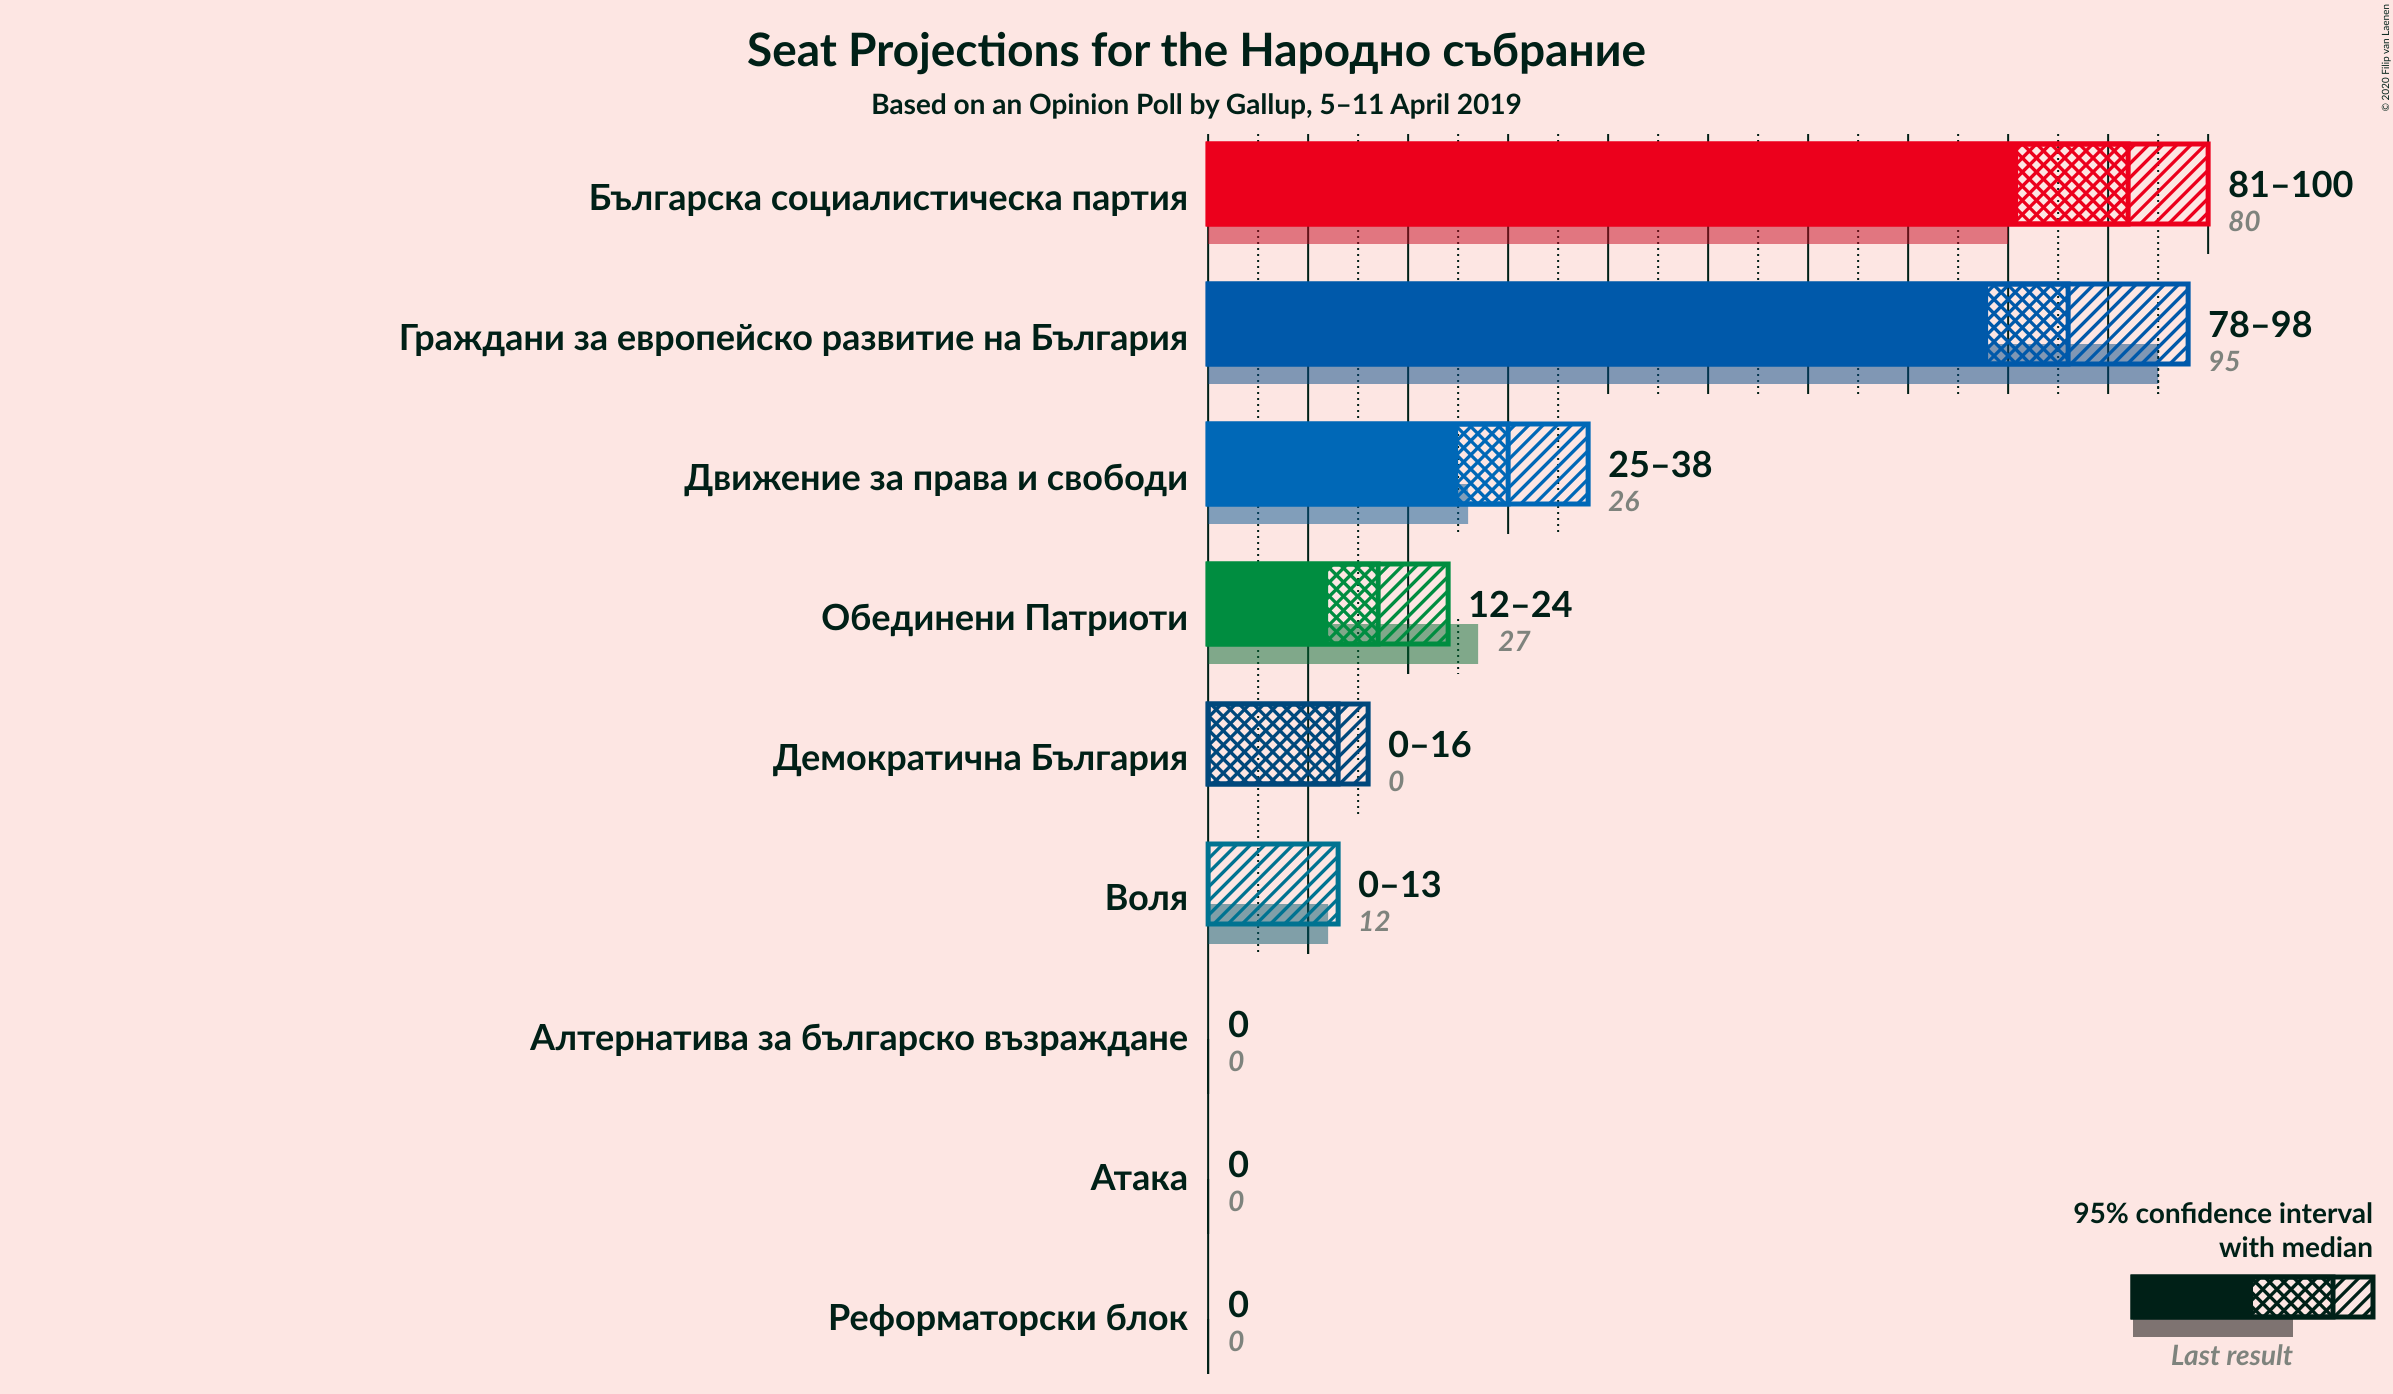 Seat Projections for the Народно събрание
Based on an Opinion Poll by Gallup, 5–11 April 2019
© 2020 Filip van Laenen
Българска социалистическа партия
81–100
80
Граждани за европейско развитие на България
78–98
95
Движение за права и свободи
25–38
26
Обединени Патриоти
12–24
27
Демократична България
0–16
0
Воля
0–13
12
Алтернатива за българско възраждане
0
0
Атака
0
0
Реформаторски блок
0
0
95% confidence interval
with median
Last result